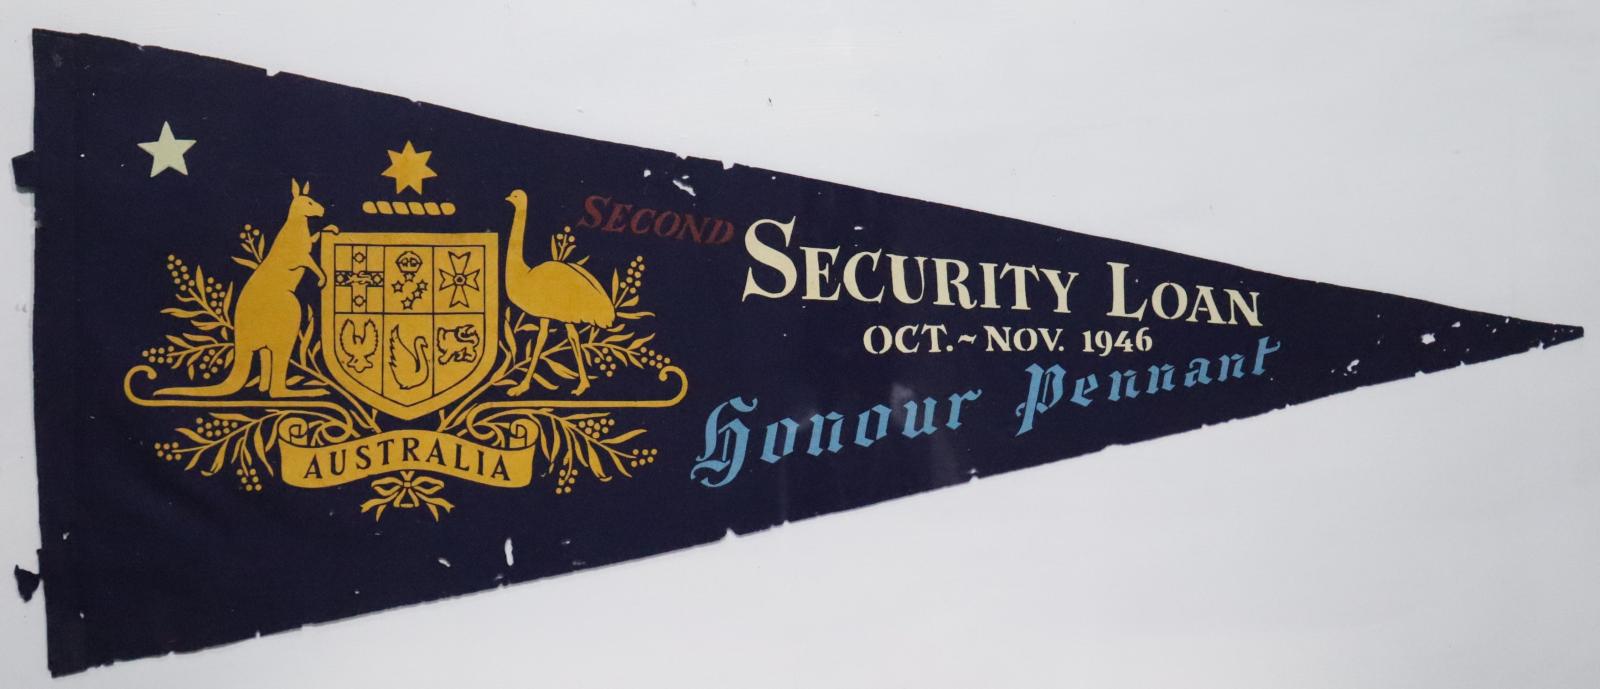 SECOND
SECURITY LOAN
OCT.~NOV. 1946
Honour Pennant
AUSTRALIA